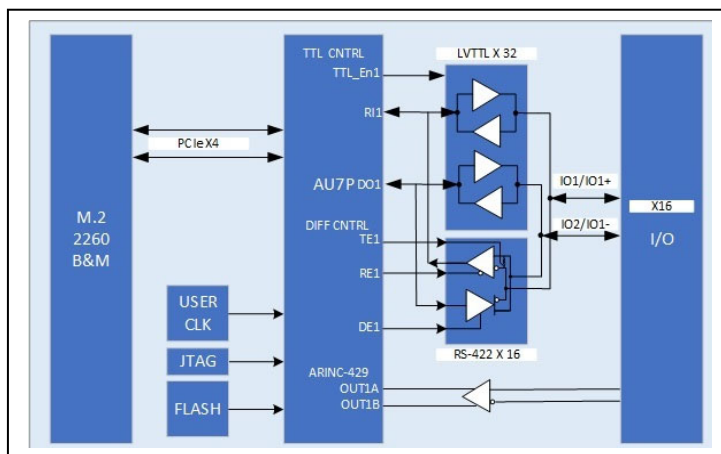 M.2
2260
B&M
PCIe X4
USER
CLK
JTAG
FLASH
TTL CNTRL
TTL_En1
RI1
AU7P DO1
DIFF CNTRL
TE1
RE1
DE1
ARINC-429
OUT1A
OUT1B
LVTTL X 32
RS-422 X 16
IO1/IO1+
IO2/IO1-
X16
I/O